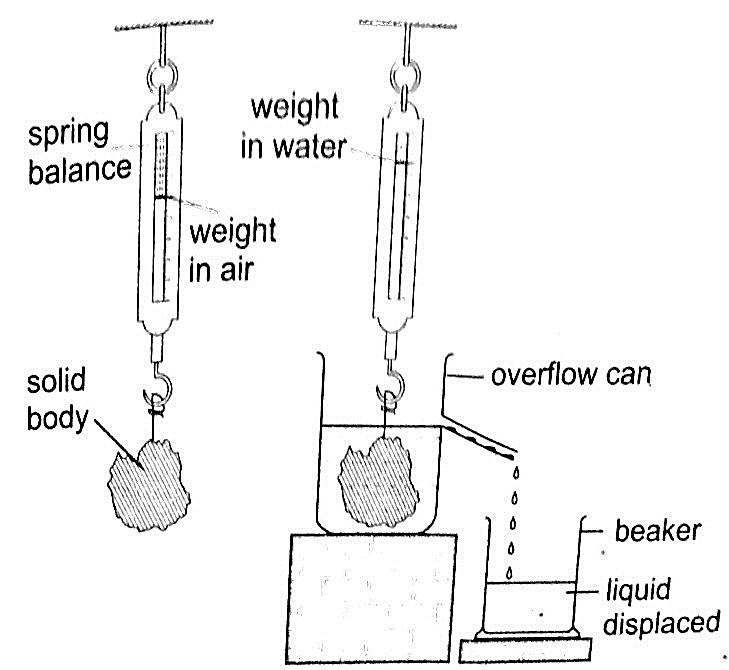 spring
balance
weight
in air
solid
body
weight
in water
overflow can
beaker
liquid
displaced